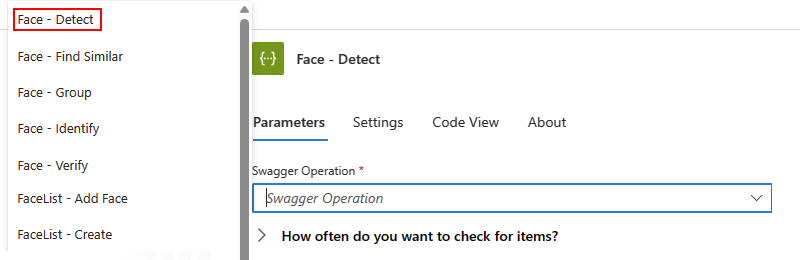 Face - Detect
Face - Find Similar
Face - Group
Face - Identify
Face - Verify
FaceList - Add Face
FaceList - Create
{··}
Face - Detect
Parameters Settings Code View About
Swagger Operation *
Swagger Operation
How often do you want to check for items?